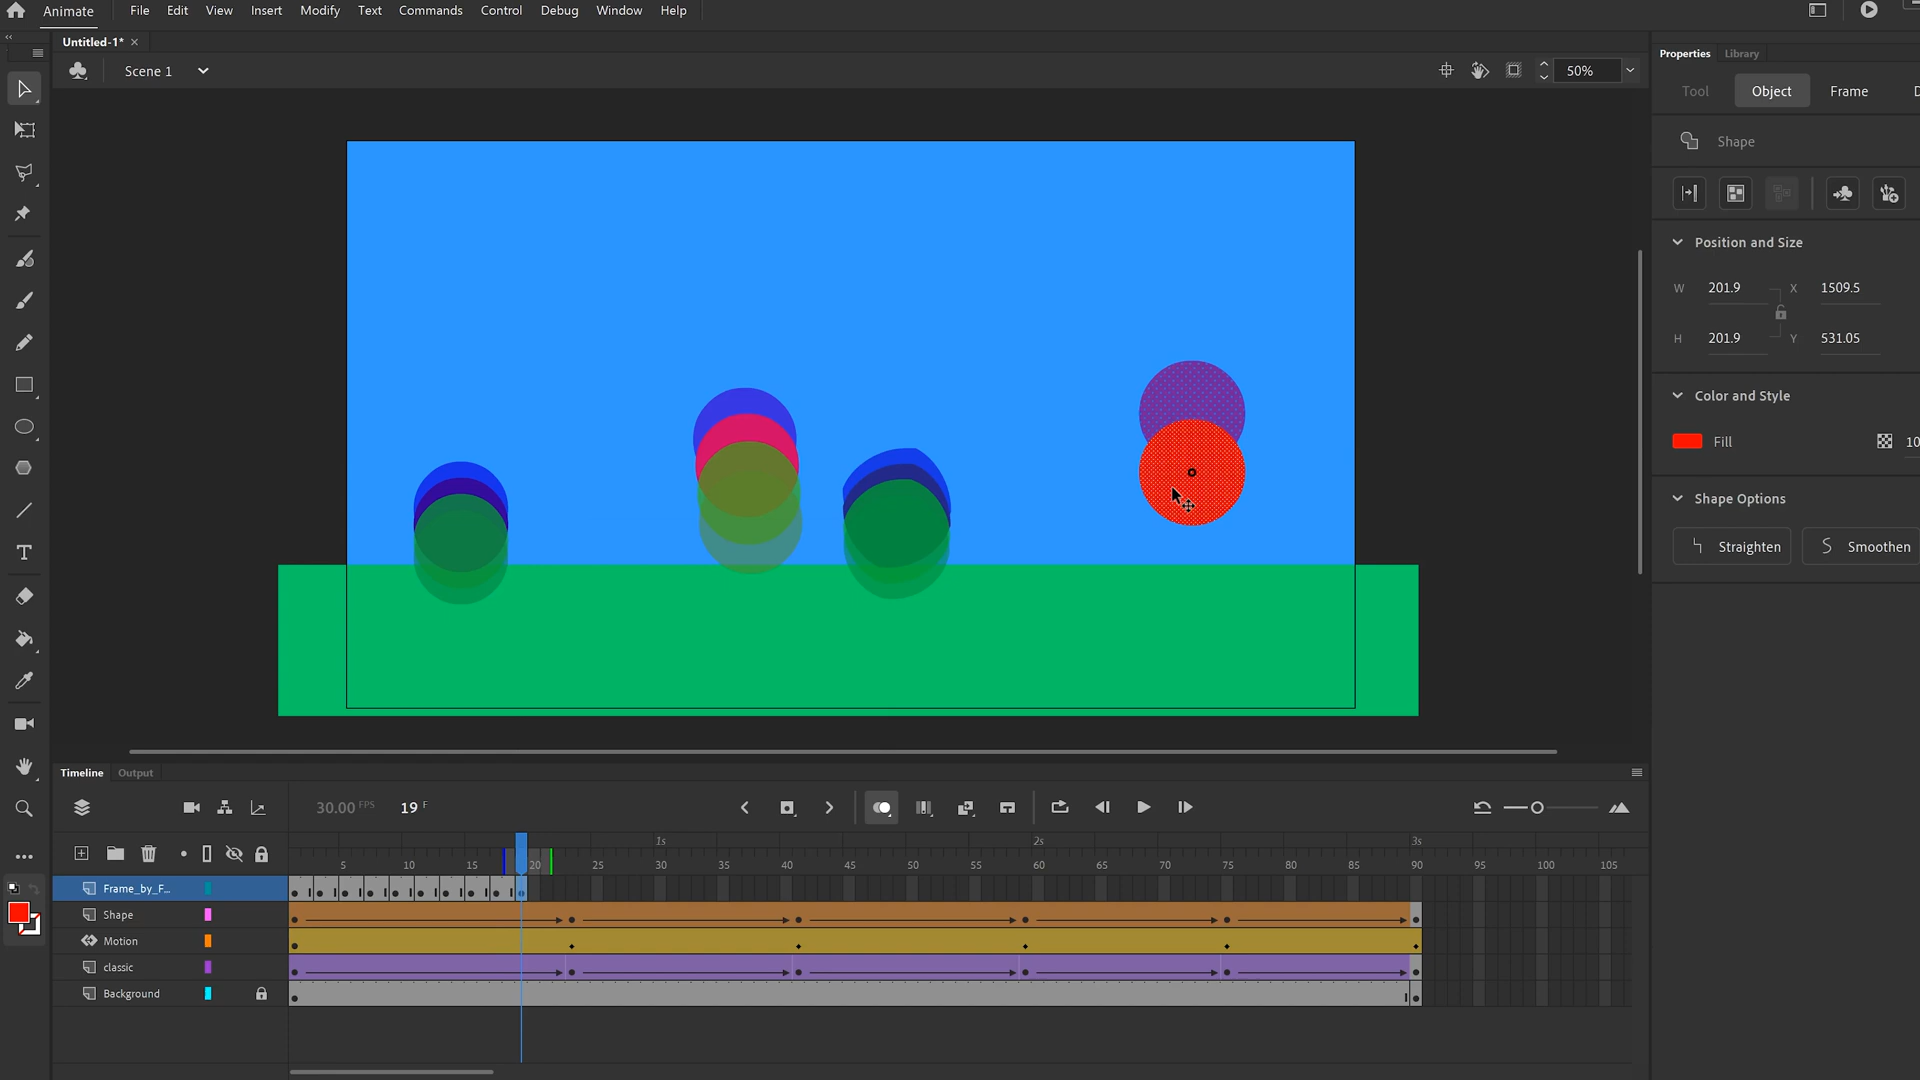 Animate File Edit View Insert Modify Text Commands Control Debug Window Help
Untitled-1*
Scene 1 50%
Properties Library
Tool Object Frame D
Shape
Position and Size
W 201.9 X 1509.5
H 201.9 Y 531.05
Color and Style
Fill 10
Shape Options
Straighten Smoothen
Timeline Output
30.00 FPS 19 F
1s 2s 3s
5 10 15 20 25 30 35 40 45 50 55 60 65 70 75 80 85 90 95 100 105
Frame_by_F...
Shape
Motion
classic
Background